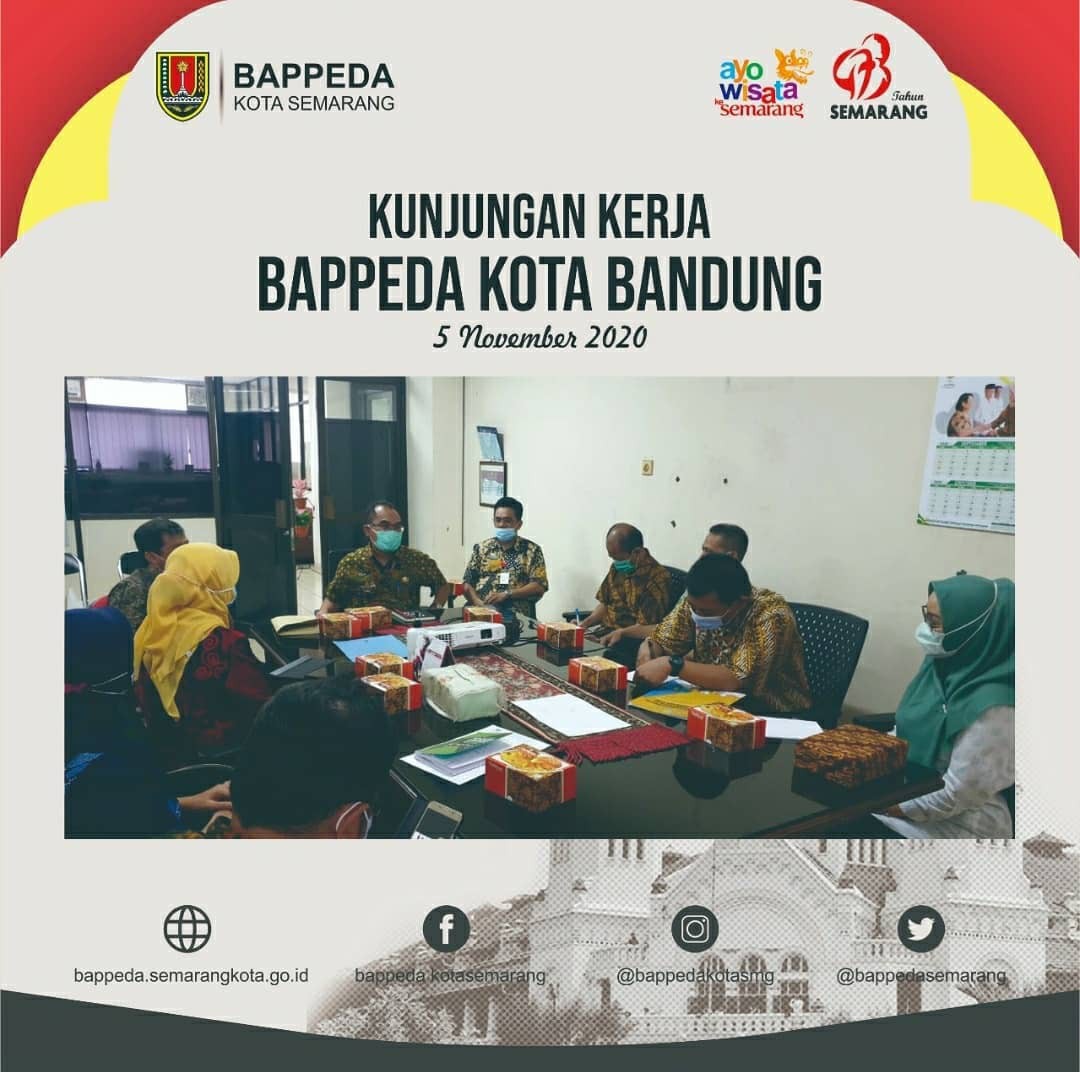 BAPPEDA
KOTA SEMARANG
ayo
wisata
ke
semarang
Tahun
SEMARANG
KUNJUNGAN KERJA
BAPPEDA KOTA BANDUNG
5 November 2020
bappeda.semarangkota.go.id
bappeda kotasemarang
@bappedakotasmg
@bappedasemarang